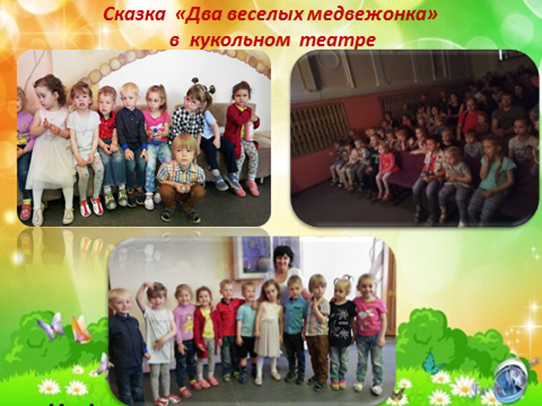 Сказка «Два веселых медвежонка»
в кукольном театре